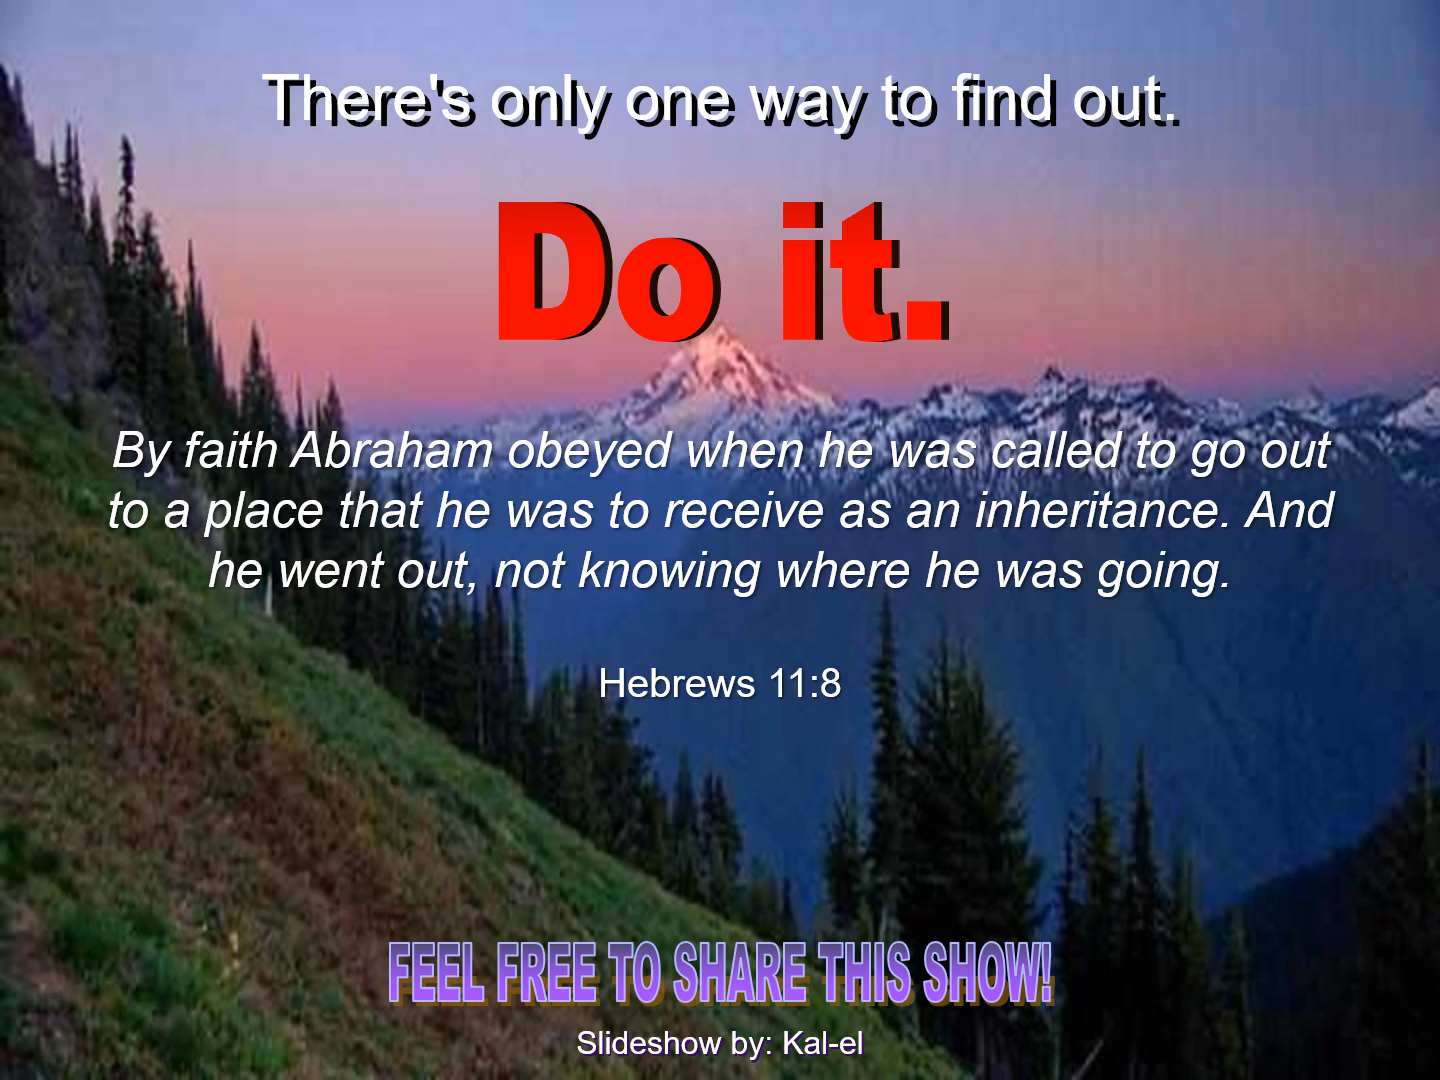 There's only one way to find out.
Do it.
By faith Abraham obeyed when he was called to go out
to a place that he was to receive as an inheritance. And
he went out, not knowing where he was going.
Hebrews 11:8
FEEL FREE TO SHARE THIS SHOW!
Slideshow by: Kal-el